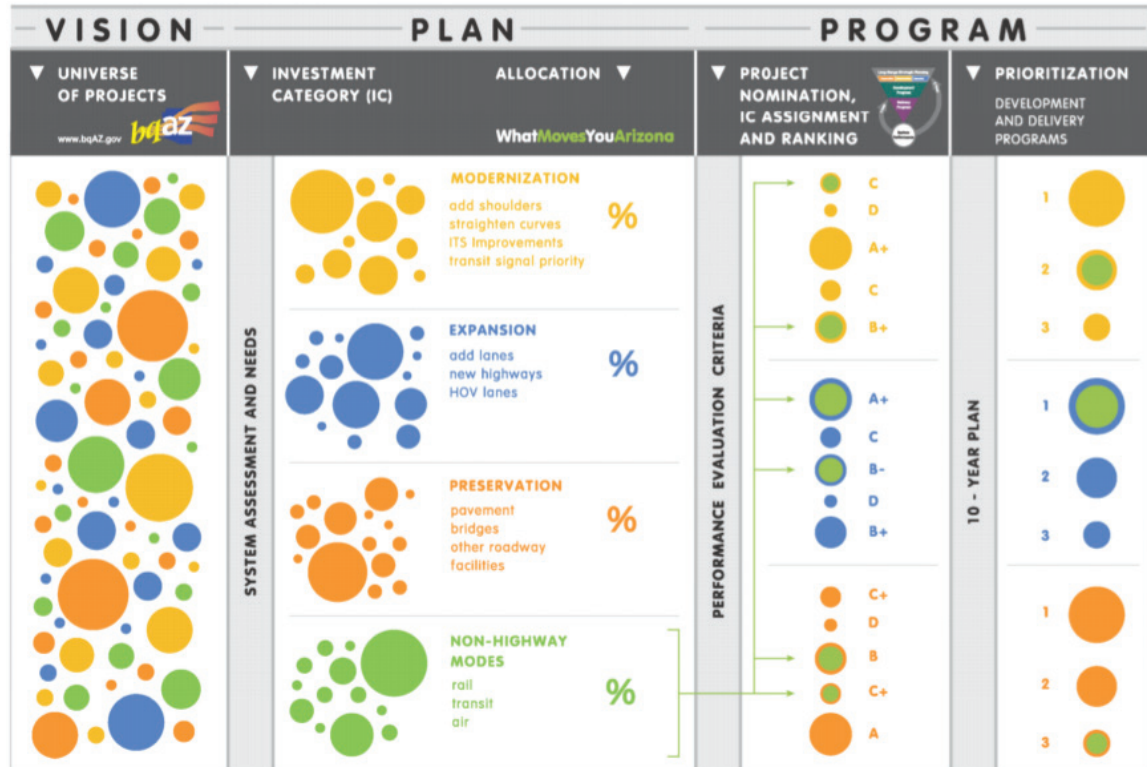 VISION
PLAN
PROGRAM
▼ UNIVERSE
OF PROJECTS
www.bqAZ.gov
bqaz
▼ INVESTMENT
CATEGORY (IC)
ALLOCATION ▼
WhatMovesYouArizona
▼ PROJECT
NOMINATION,
IC ASSIGNMENT
AND RANKING
▼ PRIORITIZATION
DEVELOPMENT
AND DELIVERY
PROGRAMS
SYSTEM ASSESSMENT AND NEEDS
MODERNIZATION
add shoulders
straighten curves
ITS Improvements
transit signal priority
%
EXPANSION
add lanes
new highways
HOV lanes
%
PRESERVATION
pavement
bridges
other roadway
facilities
%
NON-HIGHWAY
MODES
rail
transit
air
%
PERFORMANCE EVALUATION CRITERIA
C
D
A+
C
B+
A+
C
B-
D
B+
C+
D
B
C+
A
10 - YEAR PLAN
1
2
3
1
2
3
1
2
3